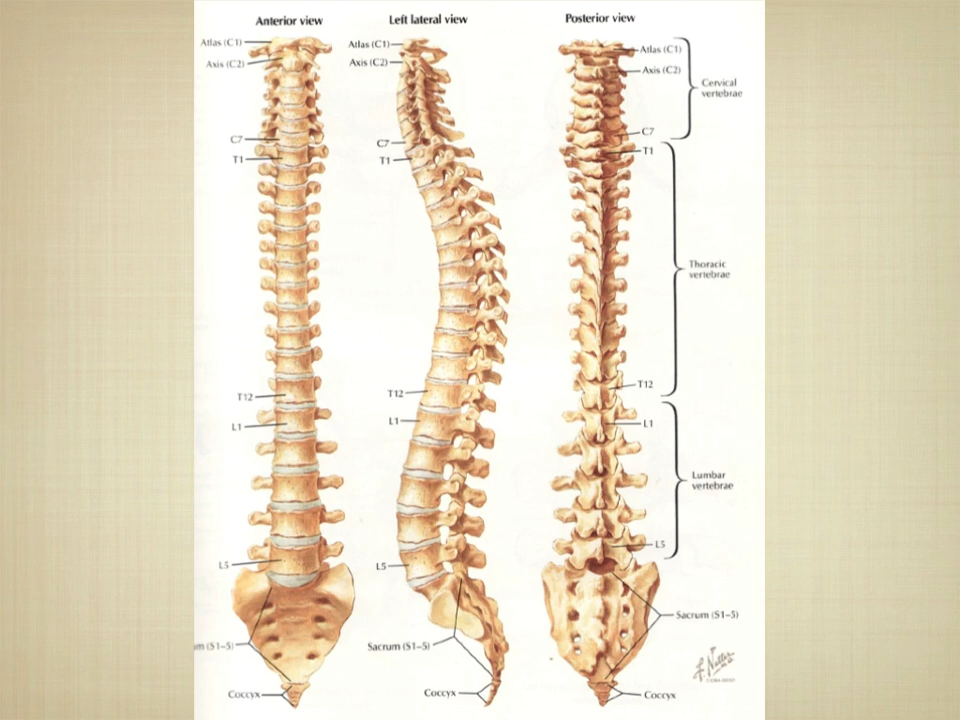 Anterior view
Left lateral view
Posterior view
Atlas (C1)
Axis (C2)
C7
T1
T12
L1
L5
m (S1–5)
Coccyx
Atlas (C1)
Axis (C2)
C7
T1
T12
L1
L5
Sacrum (S1–5)
Coccyx
Atlas (C1)
Axis (C2)
Cervical
vertebrae
C7
T1
Thoracic
vertebrae
T12
L1
Lumbar
vertebrae
L5
Sacrum (S1–5)
Coccyx
F. Netter